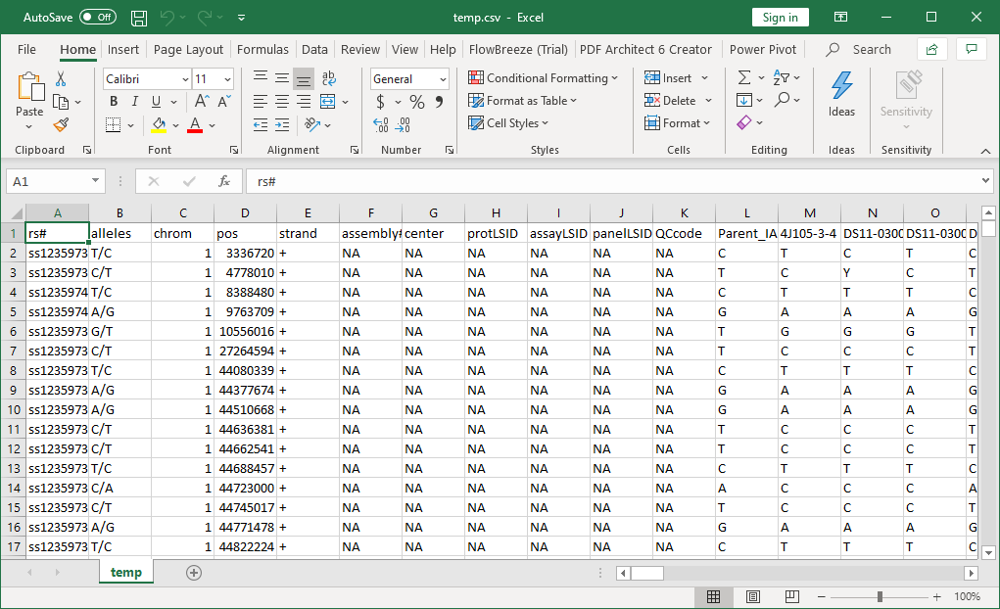 AutoSave Off temp.csv - Excel Sign in
File Home Insert Page Layout Formulas Data Review View Help FlowBreeze (Trial) PDF Architect 6 Creator Power Pivot Search
Paste Calibri 11 General Conditional Formatting Insert Ideas Sensitivity
B I U A A ab c $ % 9 Format as Table Delete
A .00 .0 Cell Styles Format
Clipboard Font Alignment Number Styles Cells Editing Ideas Sensitivity
A1 fx rs#
A B C D E F G H I J K L M N O
1 rs# alleles chrom pos strand assembly# center protLSID assayLSID panelLSID QCcode Parent_IA 4J105-3-4 DS11-0300 DS11-0300 D
2 ss1235973 T/C 1 3336720 + NA NA NA NA NA NA C T C T C
3 ss1235973 C/T 1 4778010 + NA NA NA NA NA NA T C Y C T
4 ss1235974 T/C 1 8388480 + NA NA NA NA NA NA C T T T C
5 ss1235974 A/G 1 9763709 + NA NA NA NA NA NA G A A A G
6 ss1235973 G/T 1 10556016 + NA NA NA NA NA NA T G G G T
7 ss1235973 C/T 1 27264594 + NA NA NA NA NA NA T C C C T
8 ss1235973 T/C 1 44080339 + NA NA NA NA NA NA C T T T C
9 ss1235973 A/G 1 44377674 + NA NA NA NA NA NA G A A A G
10 ss1235973 A/G 1 44510668 + NA NA NA NA NA NA G A A A G
11 ss1235973 C/T 1 44636381 + NA NA NA NA NA NA T C C C T
12 ss1235973 C/T 1 44662541 + NA NA NA NA NA NA T C C C T
13 ss1235973 T/C 1 44688457 + NA NA NA NA NA NA C T T T C
14 ss1235973 C/A 1 44723000 + NA NA NA NA NA NA A C C C A
15 ss1235973 C/T 1 44745017 + NA NA NA NA NA NA T C C C T
16 ss1235973 A/G 1 44771478 + NA NA NA NA NA NA G A A A G
17 ss1235973 T/C 1 44822224 + NA NA NA NA NA NA C T T T C
temp
100%